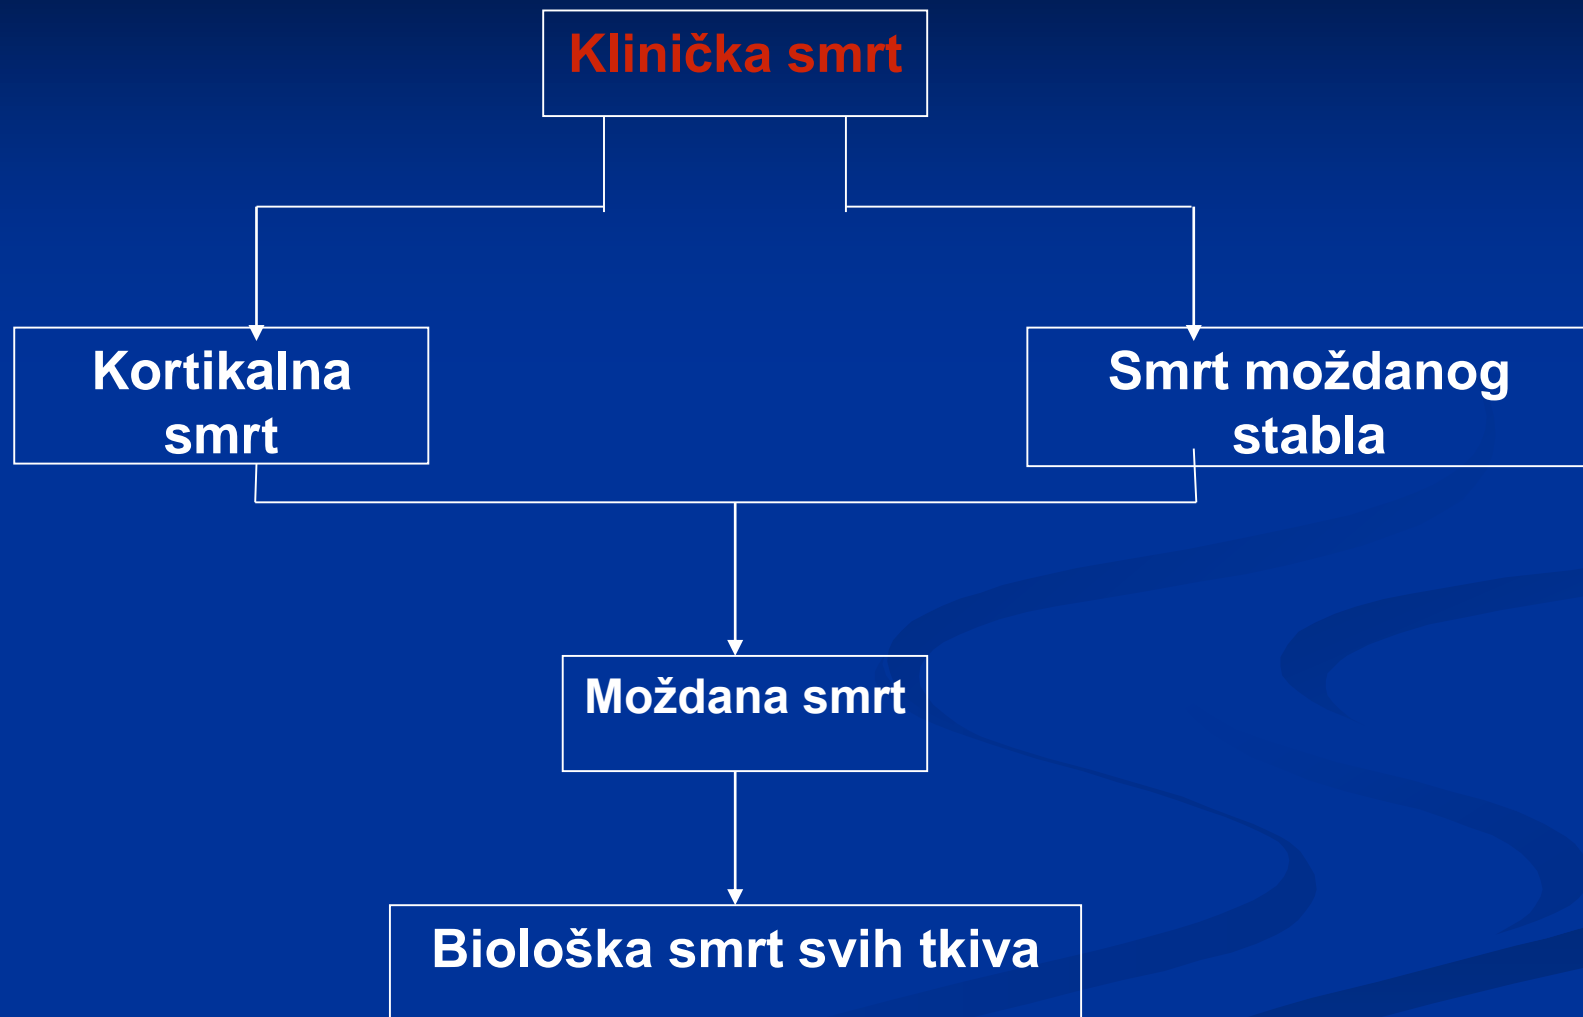 Klinička smrt
Kortikalna
smrt
Smrt moždanog
stabla
Moždana smrt
Biološka smrt svih tkiva